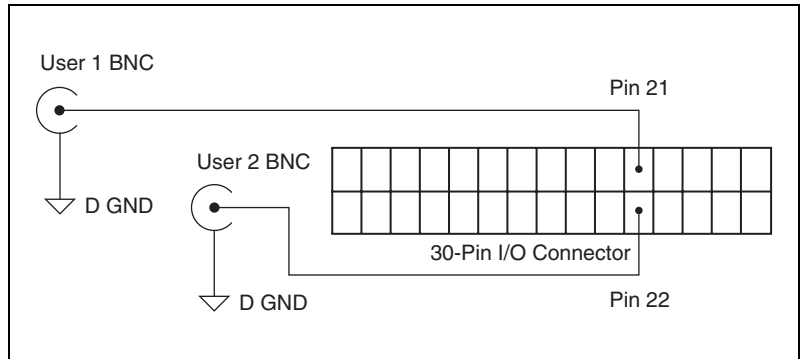 User 1 BNC
Pin 21
User 2 BNC
D GND
30-Pin I/O Connector
D GND
Pin 22